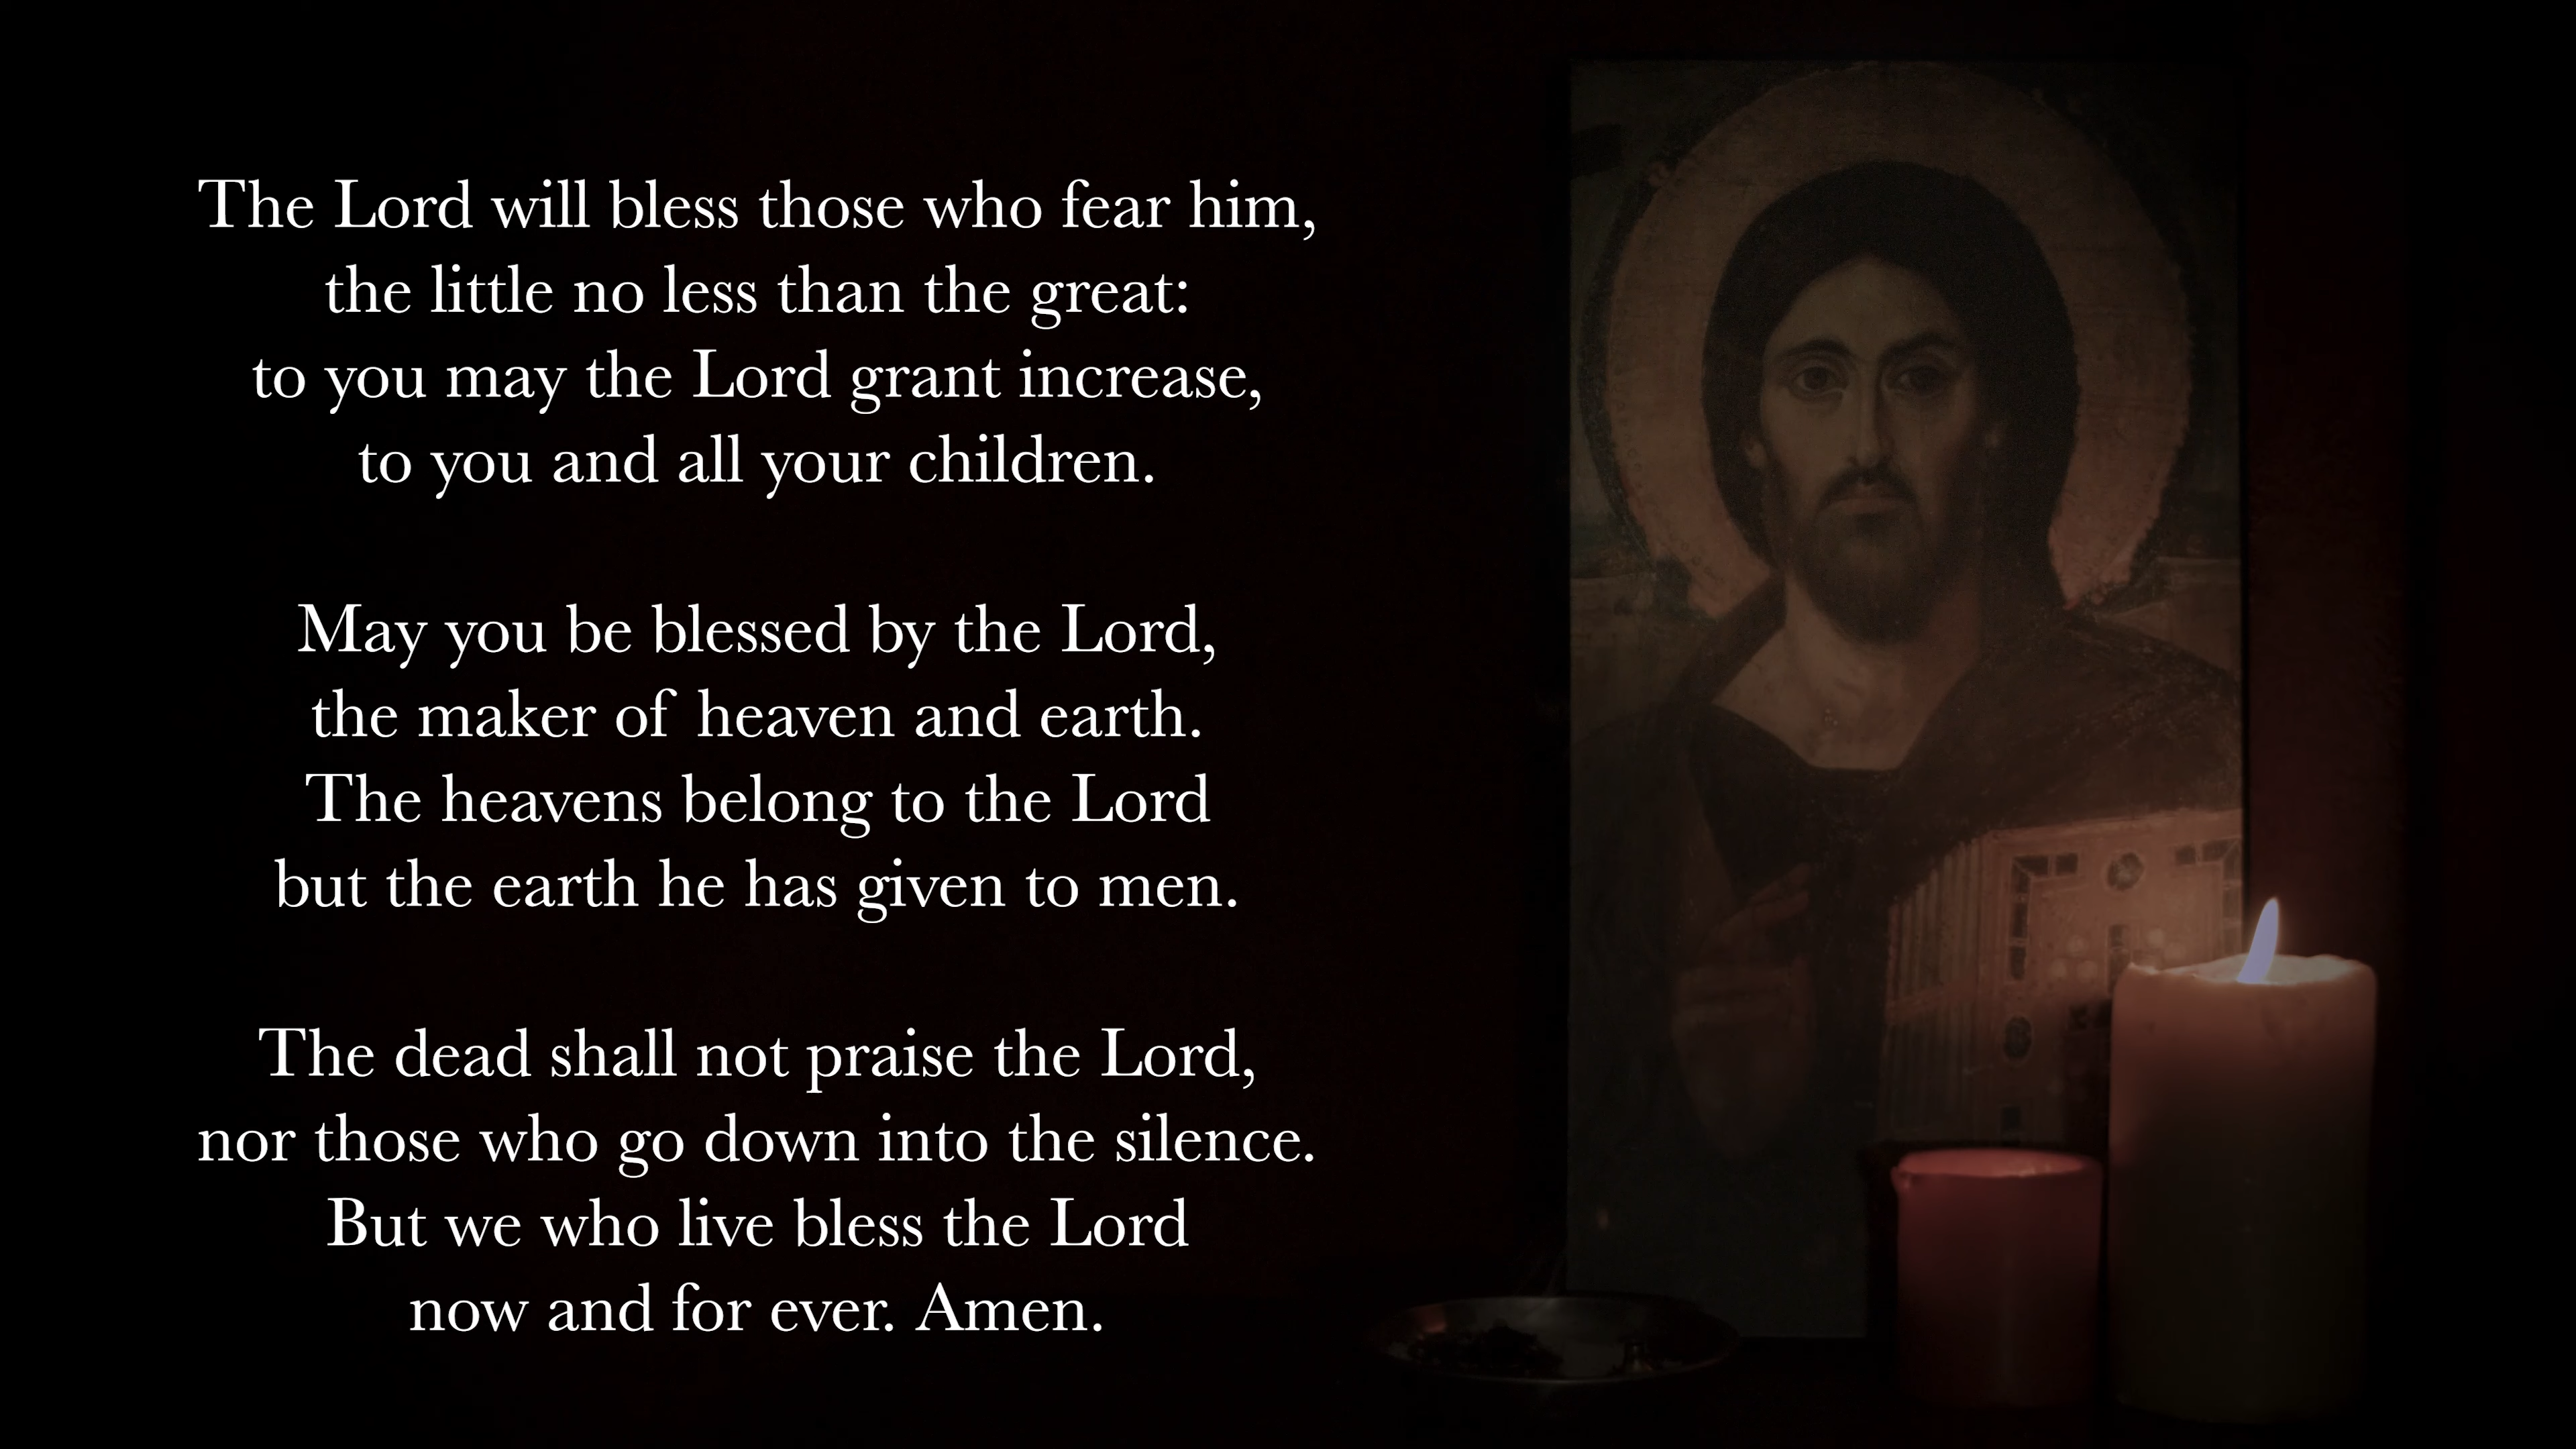 The Lord will bless those who fear him,
the little no less than the great:
to you may the Lord grant increase,
to you and all your children.
May you be blessed by the Lord,
the maker of heaven and earth.
The heavens belong to the Lord
but the earth he has given to men.
The dead shall not praise the Lord,
nor those who go down into the silence.
But we who live bless the Lord
now and for ever. Amen.